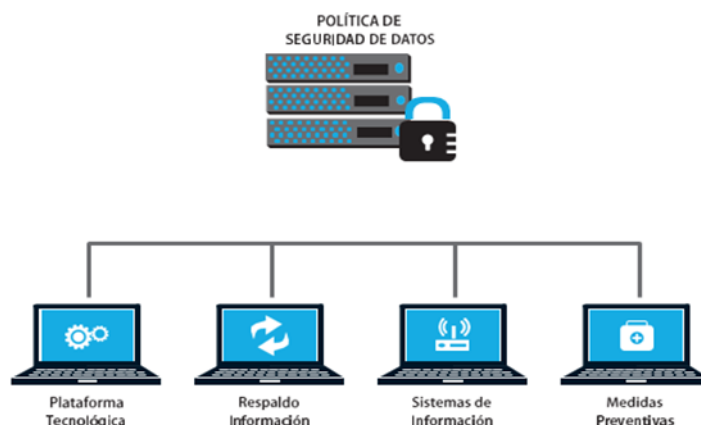 POLÍTICA DE
SEGURIDAD DE DATOS
Plataforma
Tecnológica
Respaldo
Información
Sistemas de
Información
Medidas
Preventivas